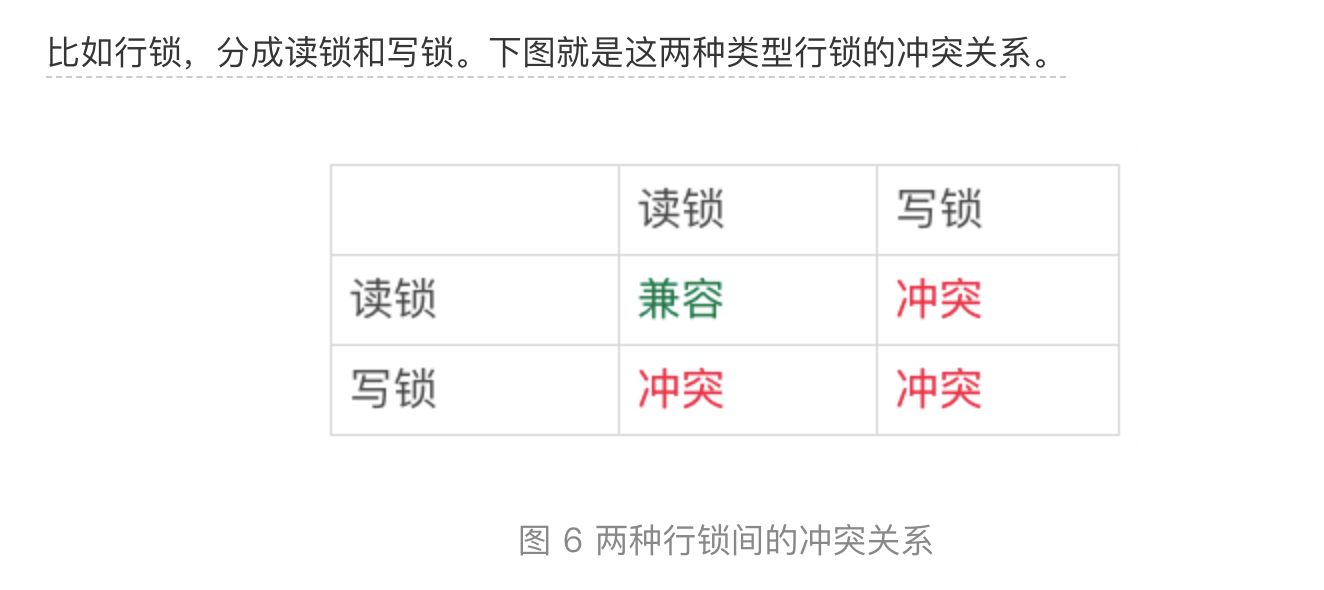 比如行锁，分成读锁和写锁。下图就是这两种类型行锁的冲突关系。
读锁 写锁
读锁 兼容 冲突
写锁 冲突 冲突
图 6 两种行锁间的冲突关系